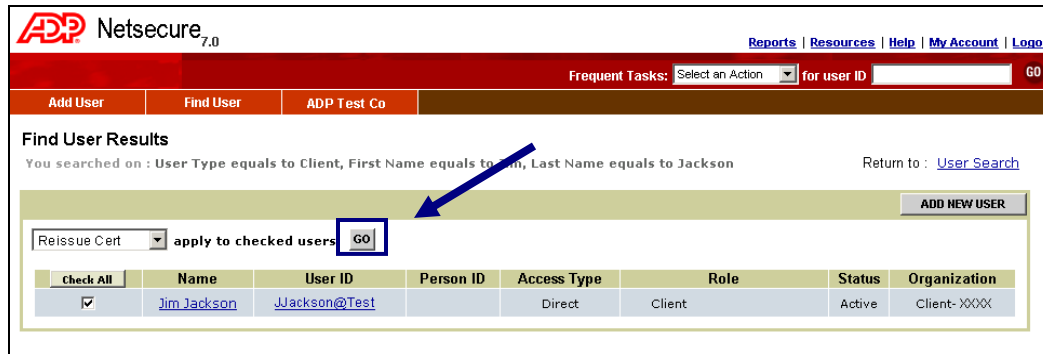 ADP Netsecure 7.0
Reports | Resources | Help | My Account | Logo
Frequent Tasks: Select an Action for user ID GO
Add User Find User ADP Test Co
Find User Results
You searched on : User Type equals to Client, First Name equals to Jim, Last Name equals to Jackson Return to : User Search
ADD NEW USER
Reissue Cert apply to checked users GO
Check All Name User ID Person ID Access Type Role Status Organization
Jim Jackson JJackson@Test Direct Client Active Client-XXXX